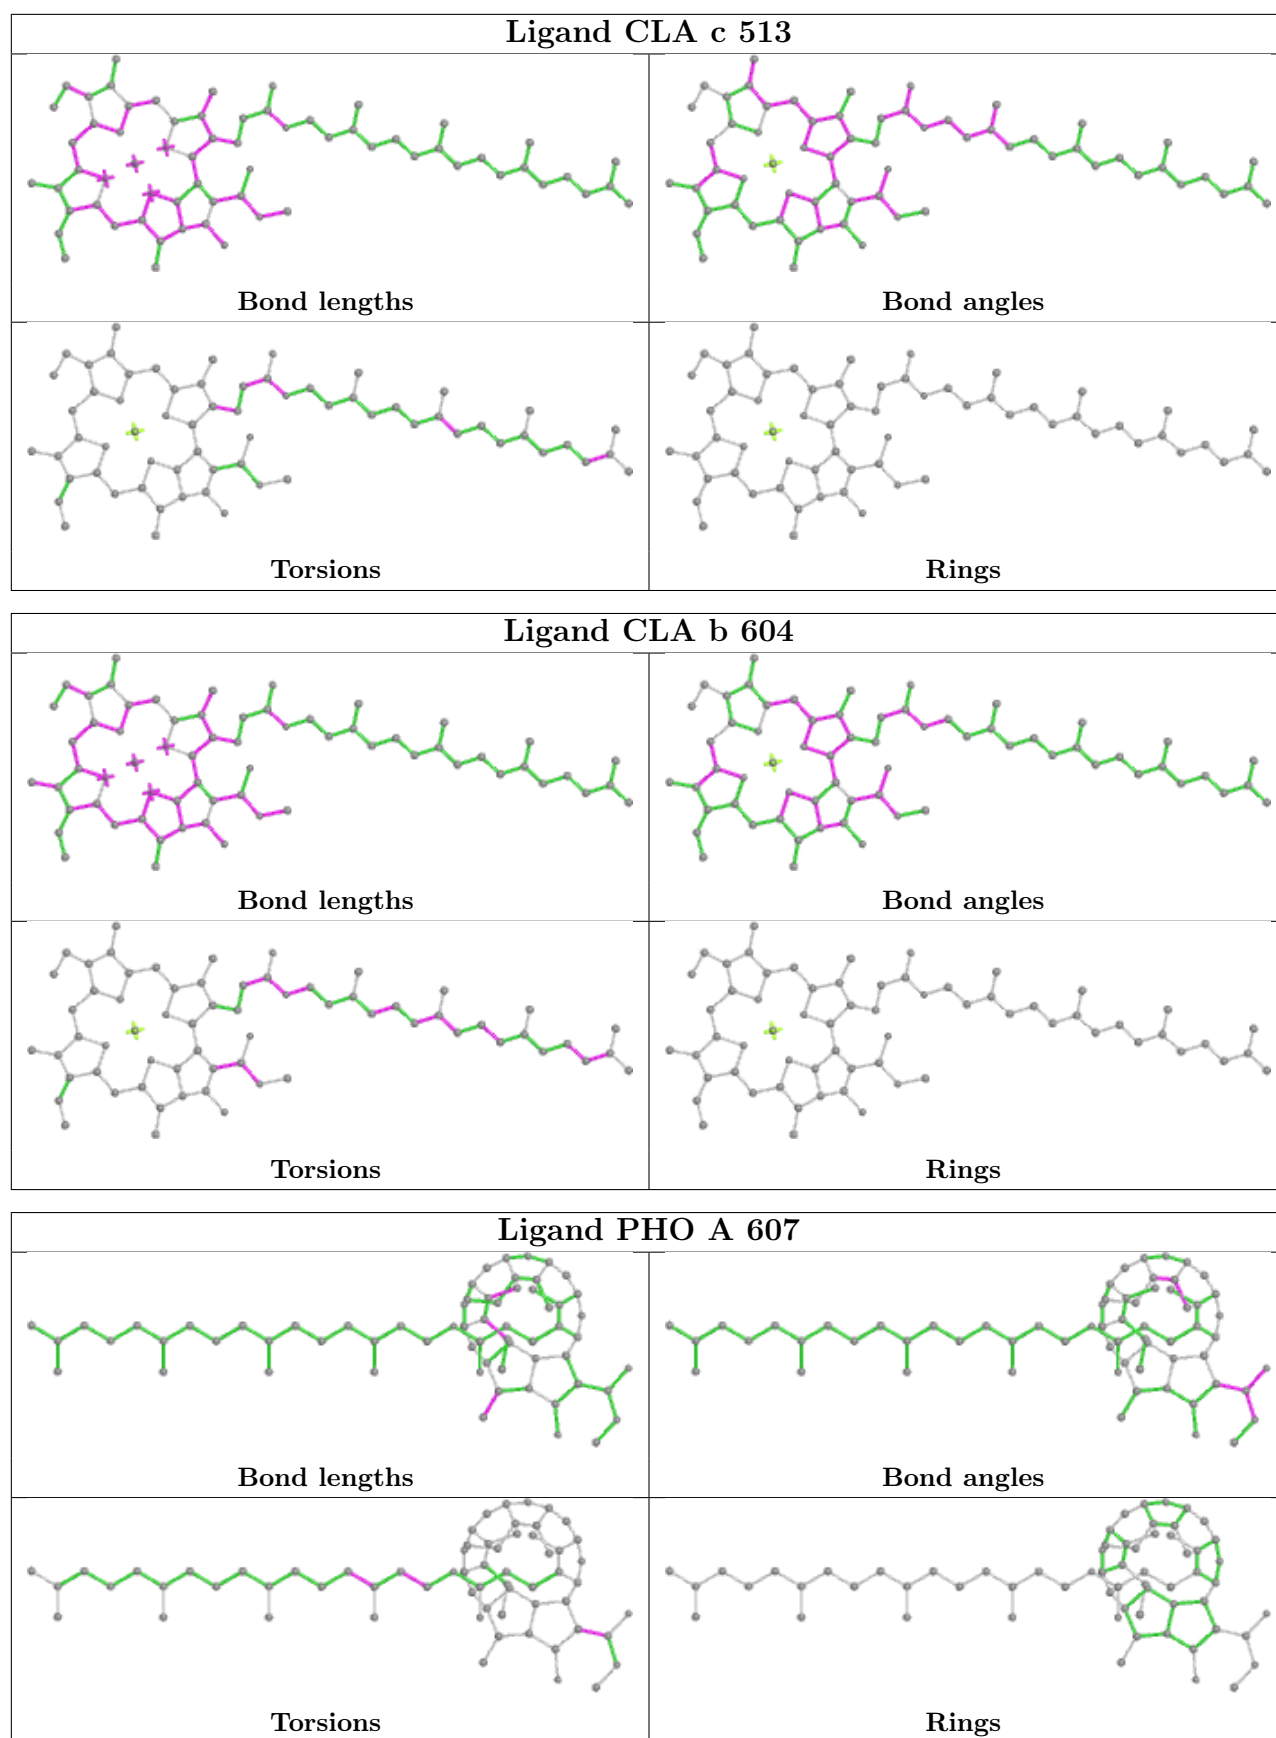 Ligand CLA c 513
Bond lengths
Bond angles
Torsions
Rings
Ligand CLA b 604
Bond lengths
Bond angles
Torsions
Rings
Ligand PHO A 607
Bond lengths
Bond angles
Torsions
Rings